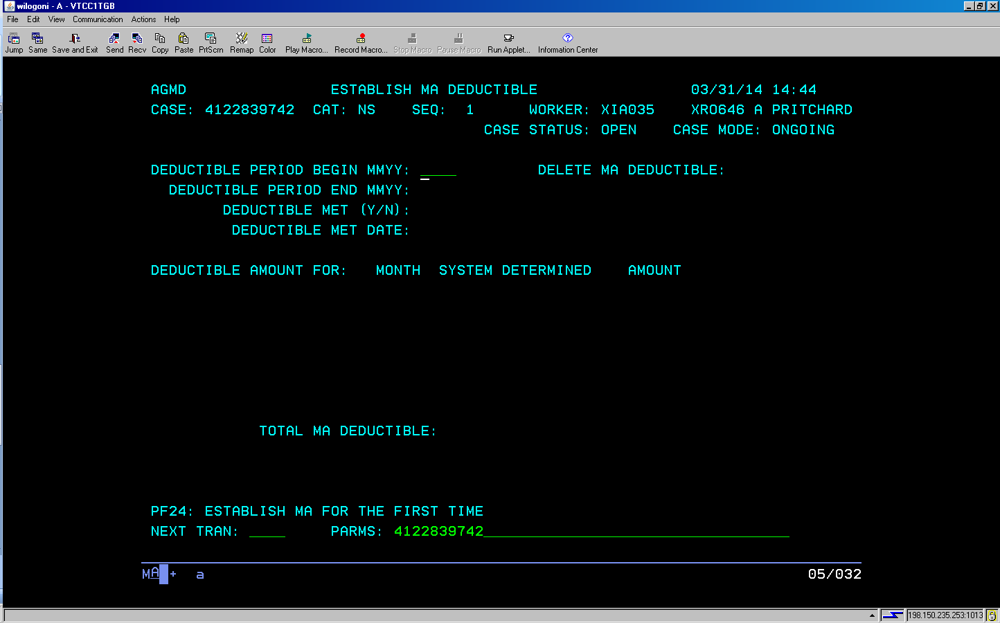 wilogoni - A - VTCC1TGB
File Edit View Communication Actions Help
Jump Same Save and Exit Send Recv Copy Paste PrtScrn Remap Color Play Macro... Record Macro... Stop Macro Pause Macro Run Applet... Information Center
AGMD ESTABLISH MA DEDUCTIBLE 03/31/14 14:44
CASE: 4122839742 CAT: NS SEQ: 1 WORKER: XIA035 XRO646 A PRITCHARD
CASE STATUS: OPEN CASE MODE: ONGOING
DEDUCTIBLE PERIOD BEGIN MMYY: ____ DELETE MA DEDUCTIBLE:
DEDUCTIBLE PERIOD END MMYY:
DEDUCTIBLE MET (Y/N):
DEDUCTIBLE MET DATE:
DEDUCTIBLE AMOUNT FOR: MONTH SYSTEM DETERMINED AMOUNT
TOTAL MA DEDUCTIBLE:
PF24: ESTABLISH MA FOR THE FIRST TIME
NEXT TRAN: ____ PARMS: 4122839742__________________________________
MA + a 05/032
198.150.235.253:1013